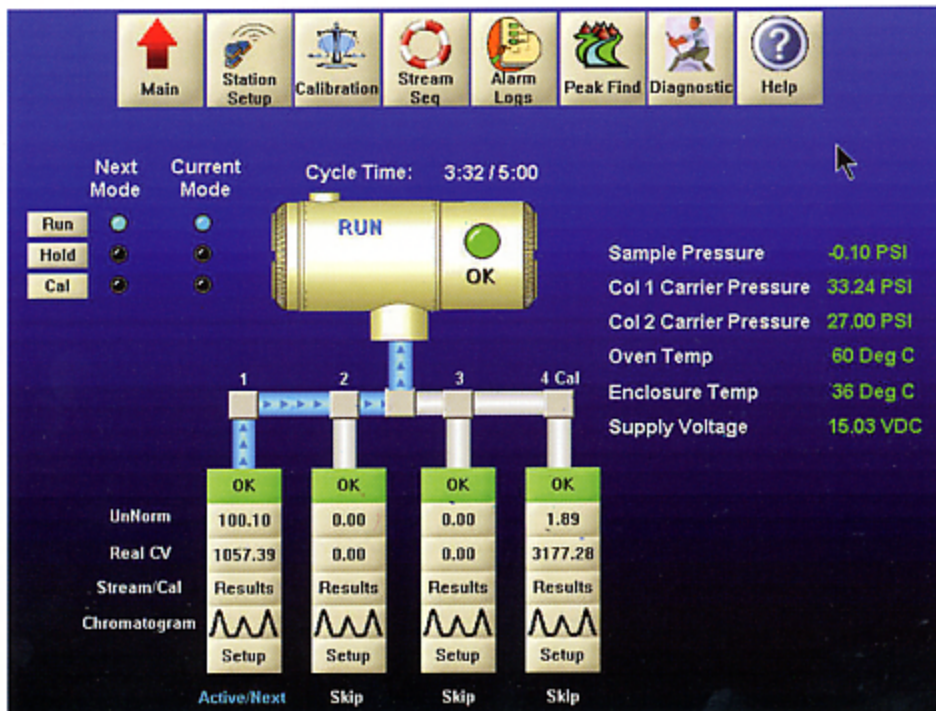 Main
Station Setup
Calibration
Stream Seq
Alarm Logs
Peak Find
Diagnostic
Help
Next Mode
Current Mode
Cycle Time: 3:32 / 5:00
Run
Hold
Cal
RUN
OK
Sample Pressure -0.10 PSI
Col 1 Carrier Pressure 33.24 PSI
Col 2 Carrier Pressure 27.00 PSI
Oven Temp 60 Deg C
Enclosure Temp 36 Deg C
Supply Voltage 15.03 VDC
1 2 3 4 Cal
OK OK OK OK
UnNorm 100.10 0.00 0.00 1.89
Real CV 1057.39 0.00 0.00 3177.28
Stream/Cal Results Results Results Results
Chromatogram
Setup Setup Setup Setup
Active/Next Skip Skip Skip